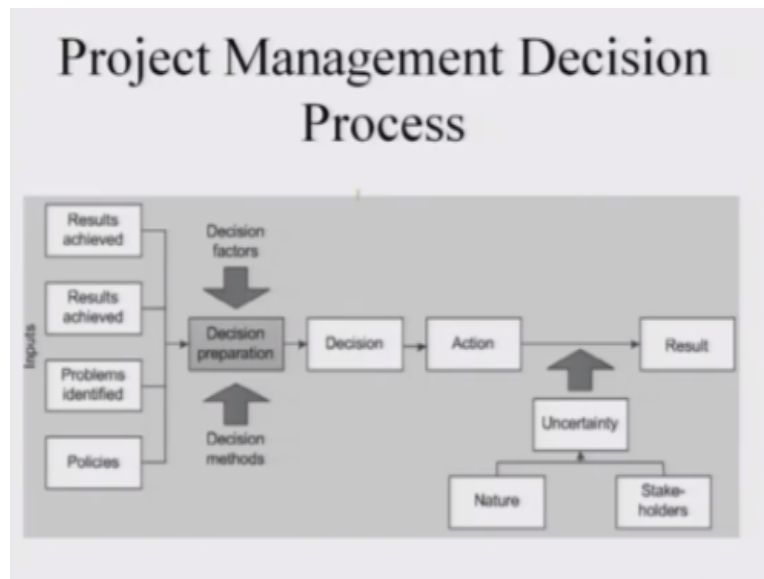 Project Management Decision
Process
Inputs
Results
achieved
Results
achieved
Problems
identified
Policies
Decision
factors
Decision
preparation
Decision
methods
Decision
Action
Result
Uncertainty
Nature
Stake-
holders